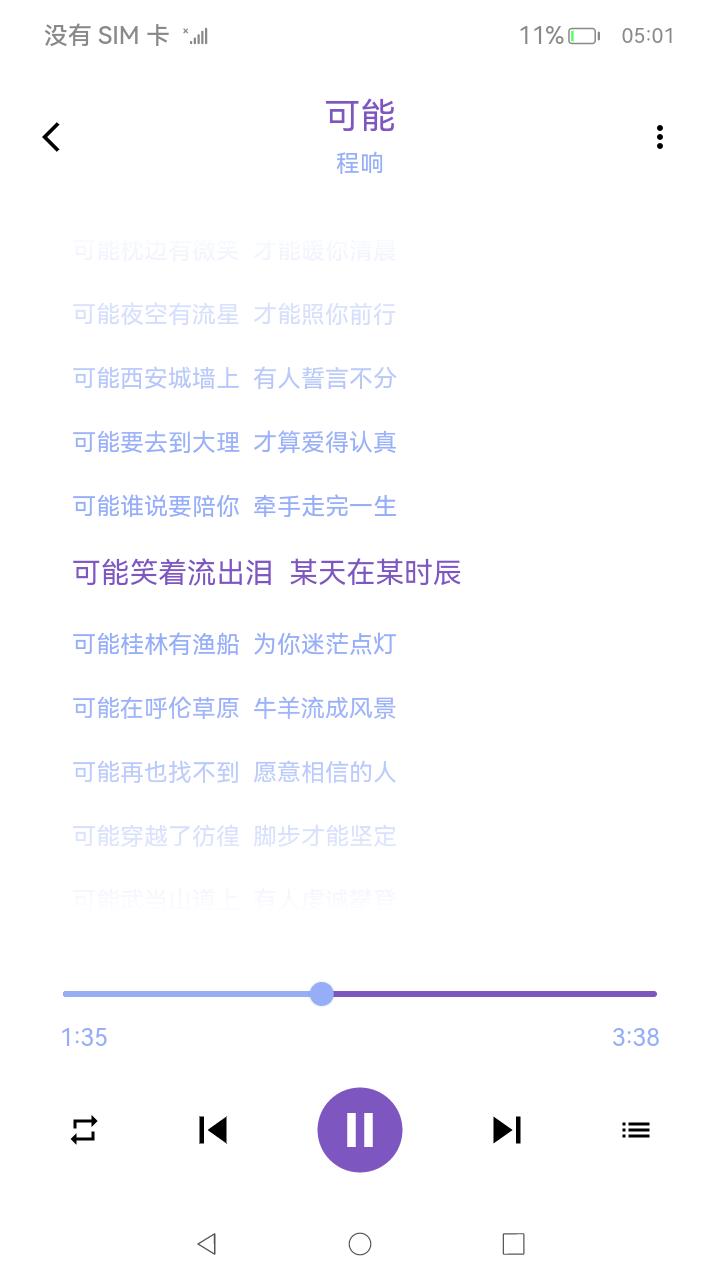 没有 SIM 卡
11%
05:01
可能
程响
可能枕边有微笑 才能暖你清晨
可能夜空有流星 才能照你前行
可能西安城墙上 有人誓言不分
可能要去到大理 才算爱得认真
可能谁说要陪你 牵手走完一生
可能笑着流出泪 某天在某时辰
可能桂林有渔船 为你迷茫点灯
可能在呼伦草原 牛羊流成风景
可能再也找不到 愿意相信的人
可能穿越了彷徨 脚步才能坚定
可能武当山道上 有人虔诚攀登
1:35
3:38